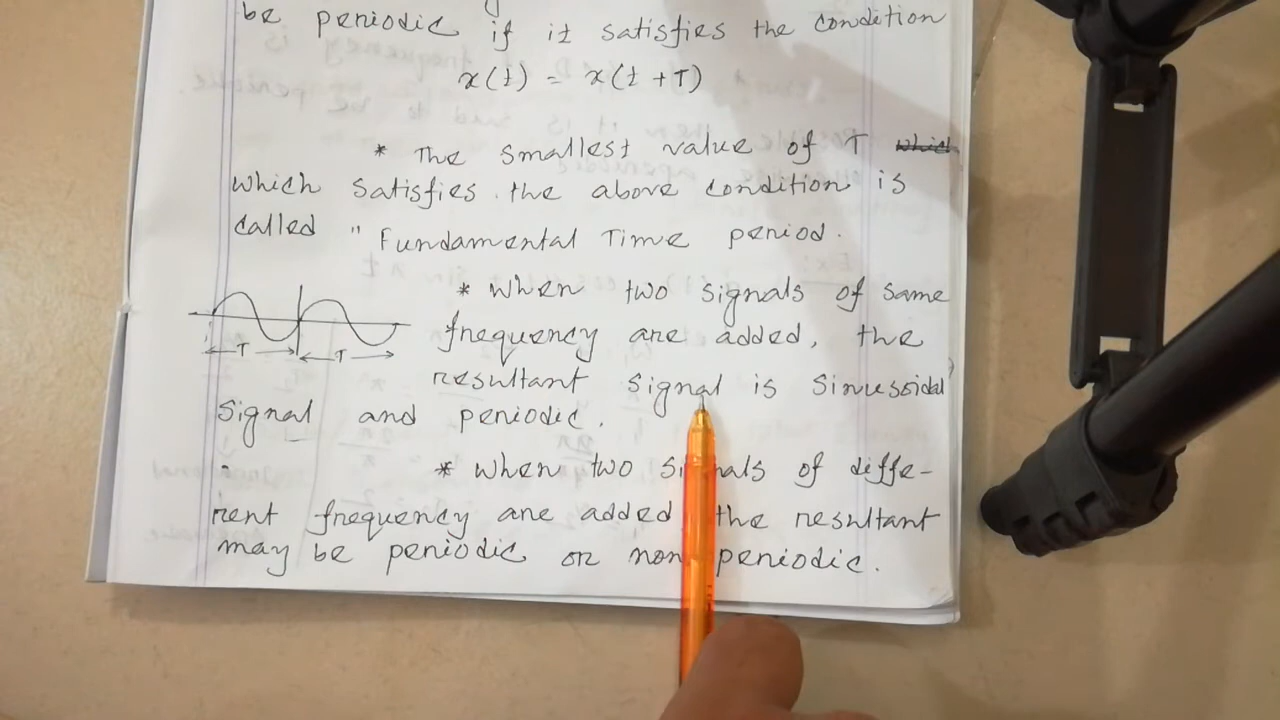 be periodic if it satisfies the condition
x(t) = x(t+T)
* The smallest value of T which
which satisfies the above condition is
called " Fundamental Time period.
* When two signals of same
frequency are added, the
T T
resultant signal is sinusoidal
signal and periodic.
* When two signals of diffe-
rent frequency are added the resultant
may be periodic or non periodic.